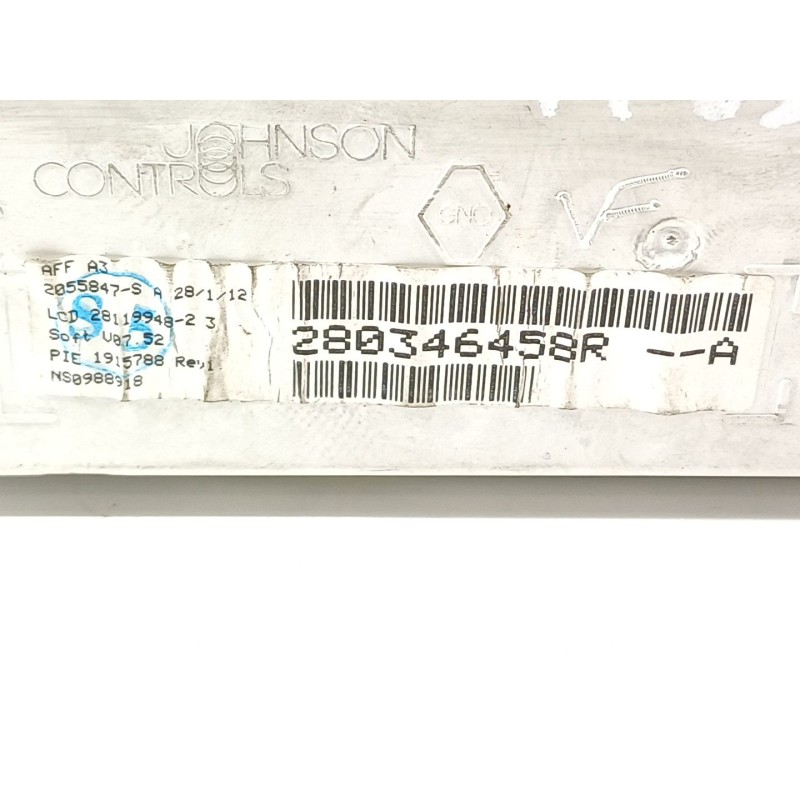 JOHNSON
CONTROLS
GNO
VF
AFF A3
2055847-S A 28/1/12
LCD 28119948-2 3
Soft V07.52
PIE 1915788 Rev1
NS0988918
280346458R --A